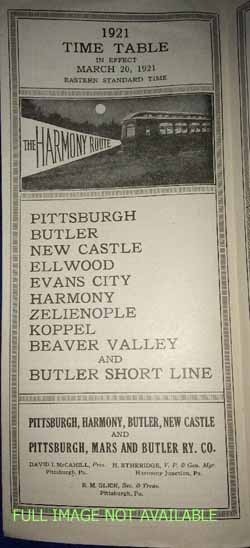 1921
TIME TABLE
IN EFFECT
MARCH 20, 1921
EASTERN STANDARD TIME
THE HARMONY ROUTE
PITTSBURGH
BUTLER
NEW CASTLE
ELLWOOD
EVANS CITY
HARMONY
ZELIENOPLE
KOPPEL
BEAVER VALLEY
AND
BUTLER SHORT LINE
PITTSBURGH, HARMONY, BUTLER, NEW CASTLE
AND
PITTSBURGH, MARS AND BUTLER RY. CO.
DAVID I. McCAHILL, Pres. H. ETHERIDGE, V. P. & Gen. Mgr.
Pittsburgh, Pa. Harmony Junction, Pa.
R. M. GLICK, Sec. & Treas.
Pittsburgh, Pa.
FULL IMAGE NOT AVAILABLE